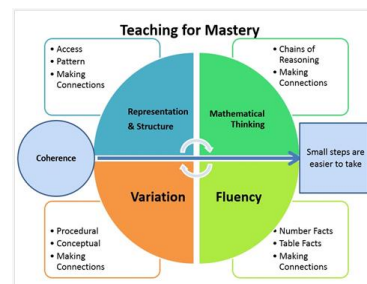 Teaching for Mastery
• Access
• Pattern
• Making
Connections
• Chains of
Reasoning
• Making
Connections
Representation
& Structure
Mathematical
Thinking
Coherence
Small steps are
easier to take
Variation
Fluency
• Procedural
• Conceptual
• Making
Connections
• Number Facts
• Table Facts
• Making
Connections